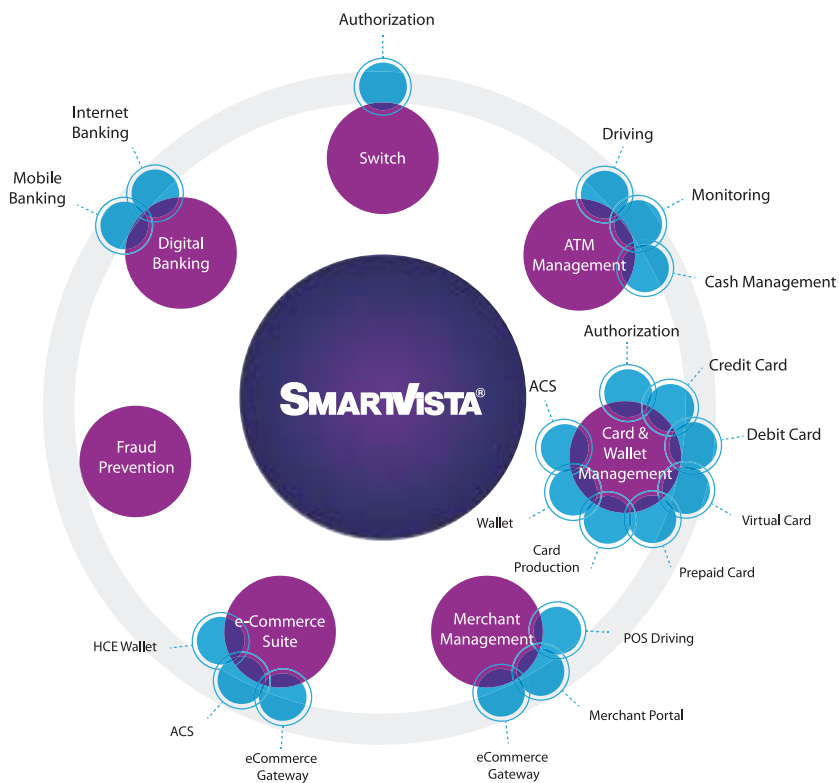 Authorization
Switch
Internet
Banking
Mobile
Banking
Digital
Banking
Driving
Monitoring
ATM
Management
Cash Management
Authorization
Credit Card
ACS
Debit Card
Card &
Wallet
Management
Wallet
Virtual Card
Card
Production
Prepaid Card
SMARTVISTA®
Fraud
Prevention
e-Commerce
Suite
HCE Wallet
ACS
eCommerce
Gateway
Merchant
Management
POS Driving
Merchant Portal
eCommerce
Gateway